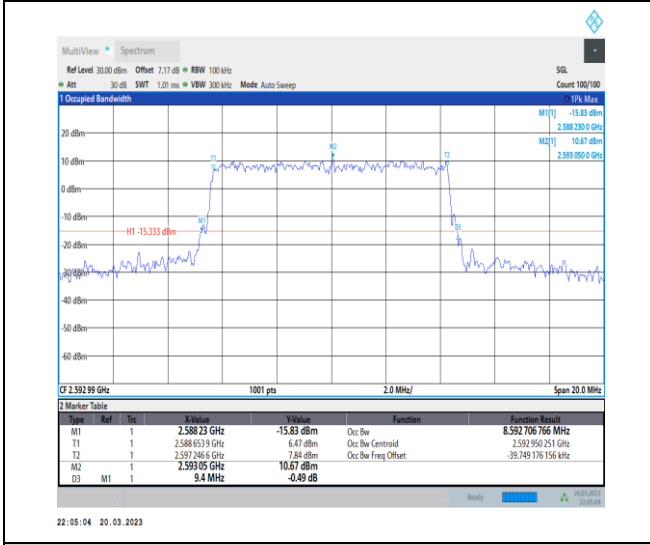 MultiView Spectrum
Ref Level 30.00 dBm Offset 7.17 dB RBW 100 kHz SGL
Att 30 dB SWT 1.01 ms VBW 300 kHz Mode Auto Sweep Count 100/100
1 Occupied Bandwidth 1Pk Max
M1[1] -15.83 dBm
2.588 230 0 GHz
M2[1] 10.67 dBm
2.593 050 0 GHz
20 dBm
M2
T1
T2
10 dBm
0 dBm
-10 dBm
M1
H1 -15.333 dBm
D3
-20 dBm
-30 dBm
-40 dBm
-50 dBm
-60 dBm
CF 2.592 99 GHz 1001 pts 2.0 MHz/ Span 20.0 MHz
2 Marker Table
Type Ref Trc X-Value Y-Value Function Function Result
M1 1 2.588 23 GHz -15.83 dBm Occ Bw 8.592 706 766 MHz
T1 1 2.588 653 9 GHz 6.47 dBm Occ Bw Centroid 2.592 950 251 GHz
T2 1 2.597 246 6 GHz 7.84 dBm Occ Bw Freq Offset -39.749 176 156 kHz
M2 1 2.593 05 GHz 10.67 dBm
D3 M1 1 9.4 MHz -0.49 dB
Ready 20.03.2023
22:05:03
22:05:04 20.03.2023